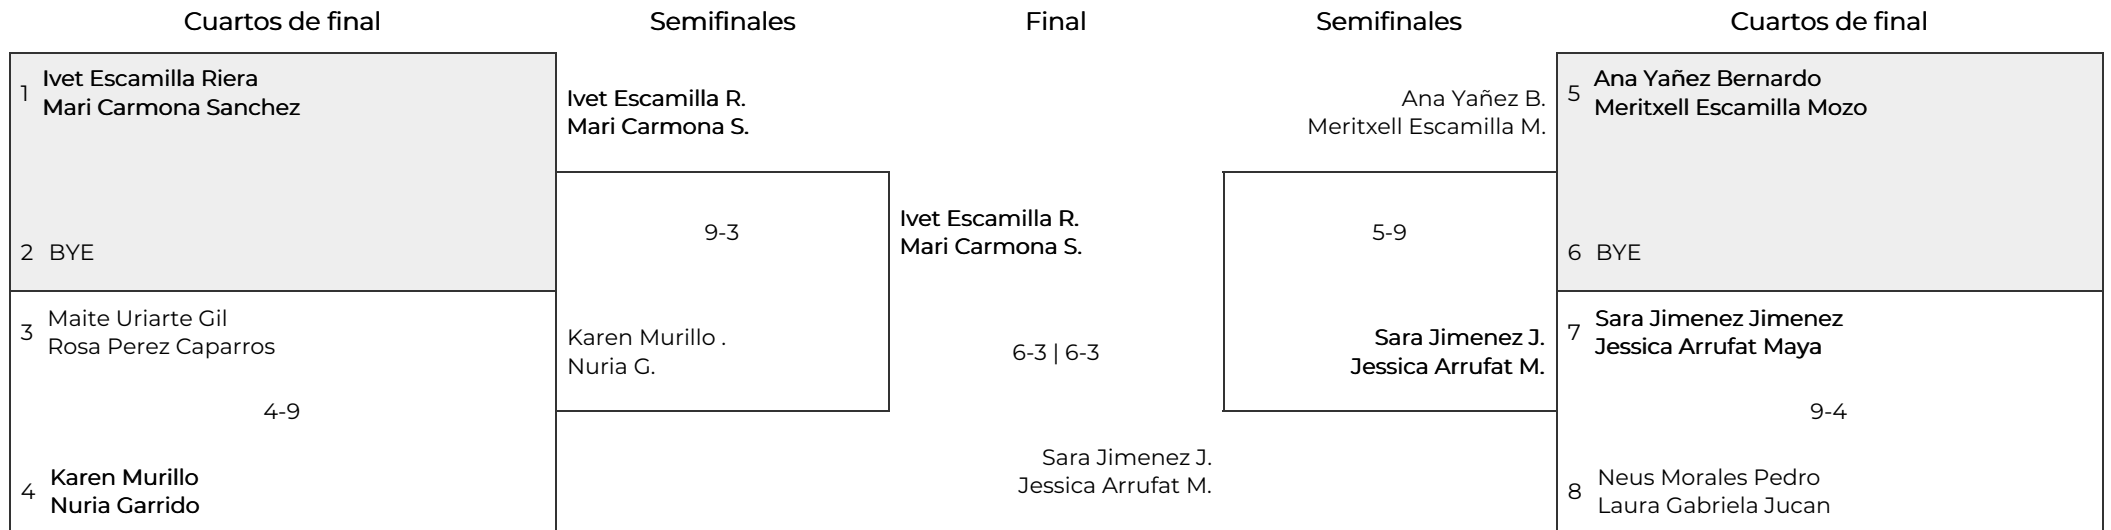 Cuartos de final
Semifinales
Final
Semifinales
Cuartos de final
1
Ivet Escamilla Riera
Mari Carmona Sanchez
2 BYE
3
Maite Uriarte Gil
Rosa Perez Caparros
4-9
4
Karen Murillo
Nuria Garrido
Ivet Escamilla R.
Mari Carmona S.
9-3
Karen Murillo .
Nuria G.
Ivet Escamilla R.
Mari Carmona S.
6-3 | 6-3
Sara Jimenez J.
Jessica Arrufat M.
Ana Yañez B.
Meritxell Escamilla M.
5-9
Sara Jimenez J.
Jessica Arrufat M.
5
Ana Yañez Bernardo
Meritxell Escamilla Mozo
6 BYE
7
Sara Jimenez Jimenez
Jessica Arrufat Maya
9-4
8
Neus Morales Pedro
Laura Gabriela Jucan